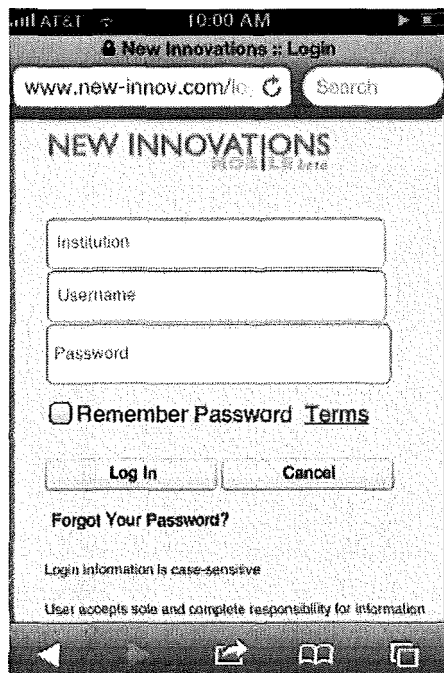 AT&T 10:00 AM
New Innovations :: Login
www.new-innov.com/lo Search
NEW INNOVATIONS
MOBILE beta
Institution
Username
Password
Remember Password Terms
Log In Cancel
Forgot Your Password?
Login Information is case-sensitive
User accepts sole and complete responsibility for information